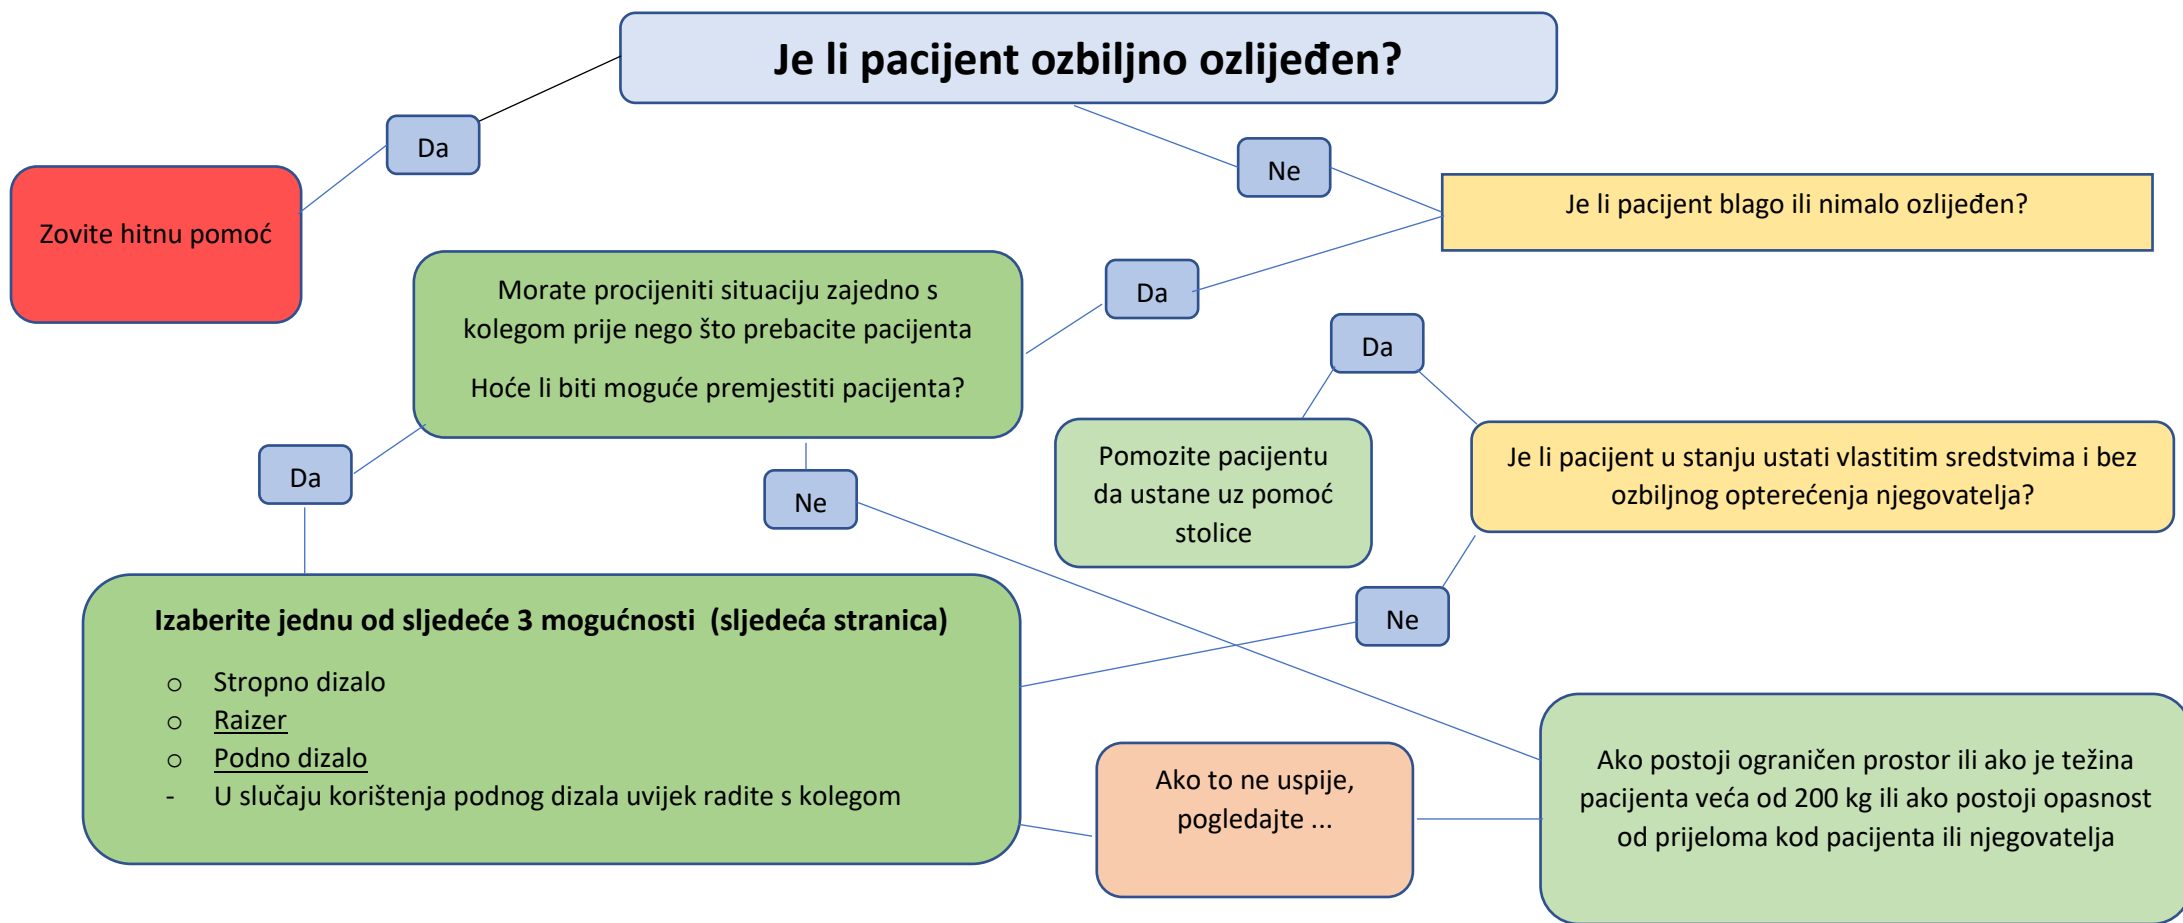 Je li pacijent ozbiljno ozlijeđen?
Da
Ne
Zovite hitnu pomoć
Je li pacijent blago ili nimalo ozlijeđen?
Da
Morate procijeniti situaciju zajedno s
kolegom prije nego što prebacite pacijenta
Hoće li biti moguće premjestiti pacijenta?
Da
Pomozite pacijentu
da ustane uz pomoć
stolice
Je li pacijent u stanju ustati vlastitim sredstvima i bez
ozbiljnog opterećenja njegovatelja?
Da
Ne
Ne
Izaberite jednu od sljedeće 3 mogućnosti (sljedeća stranica)
o Stropno dizalo
o Raizer
o Podno dizalo
- U slučaju korištenja podnog dizala uvijek radite s kolegom
Ako to ne uspije,
pogledajte ...
Ako postoji ograničen prostor ili ako je težina
pacijenta veća od 200 kg ili ako postoji opasnost
od prijeloma kod pacijenta ili njegovatelja